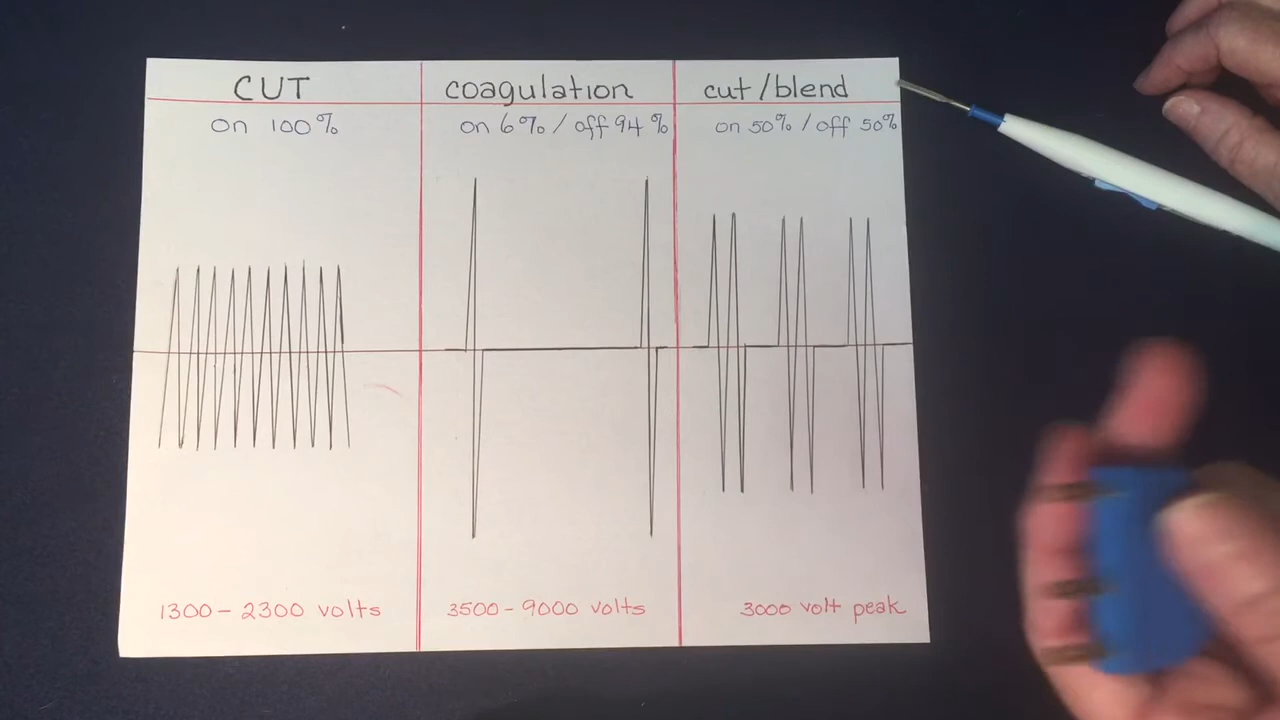 CUT
on 100%
1300-2300 volts
coagulation
on 6% / off 94%
3500-9000 volts
cut/blend
on 50% / off 50%
3000 volt peak